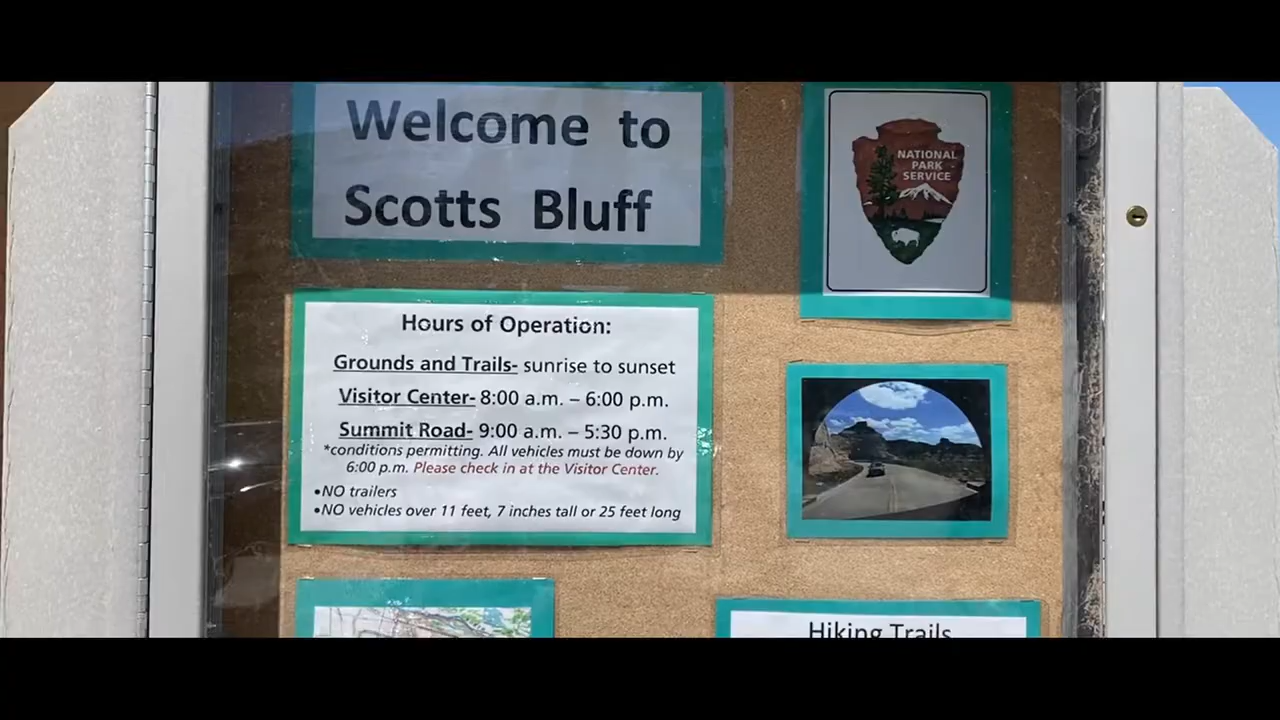 Welcome to
Scotts Bluff
NATIONAL
PARK
SERVICE
Hours of Operation:
Grounds and Trails- sunrise to sunset
Visitor Center- 8:00 a.m. – 6:00 p.m.
Summit Road- 9:00 a.m. – 5:30 p.m.
*conditions permitting. All vehicles must be down by
6:00 p.m. Please check in at the Visitor Center.
•NO trailers
•NO vehicles over 11 feet, 7 inches tall or 25 feet long
Hiking Trails